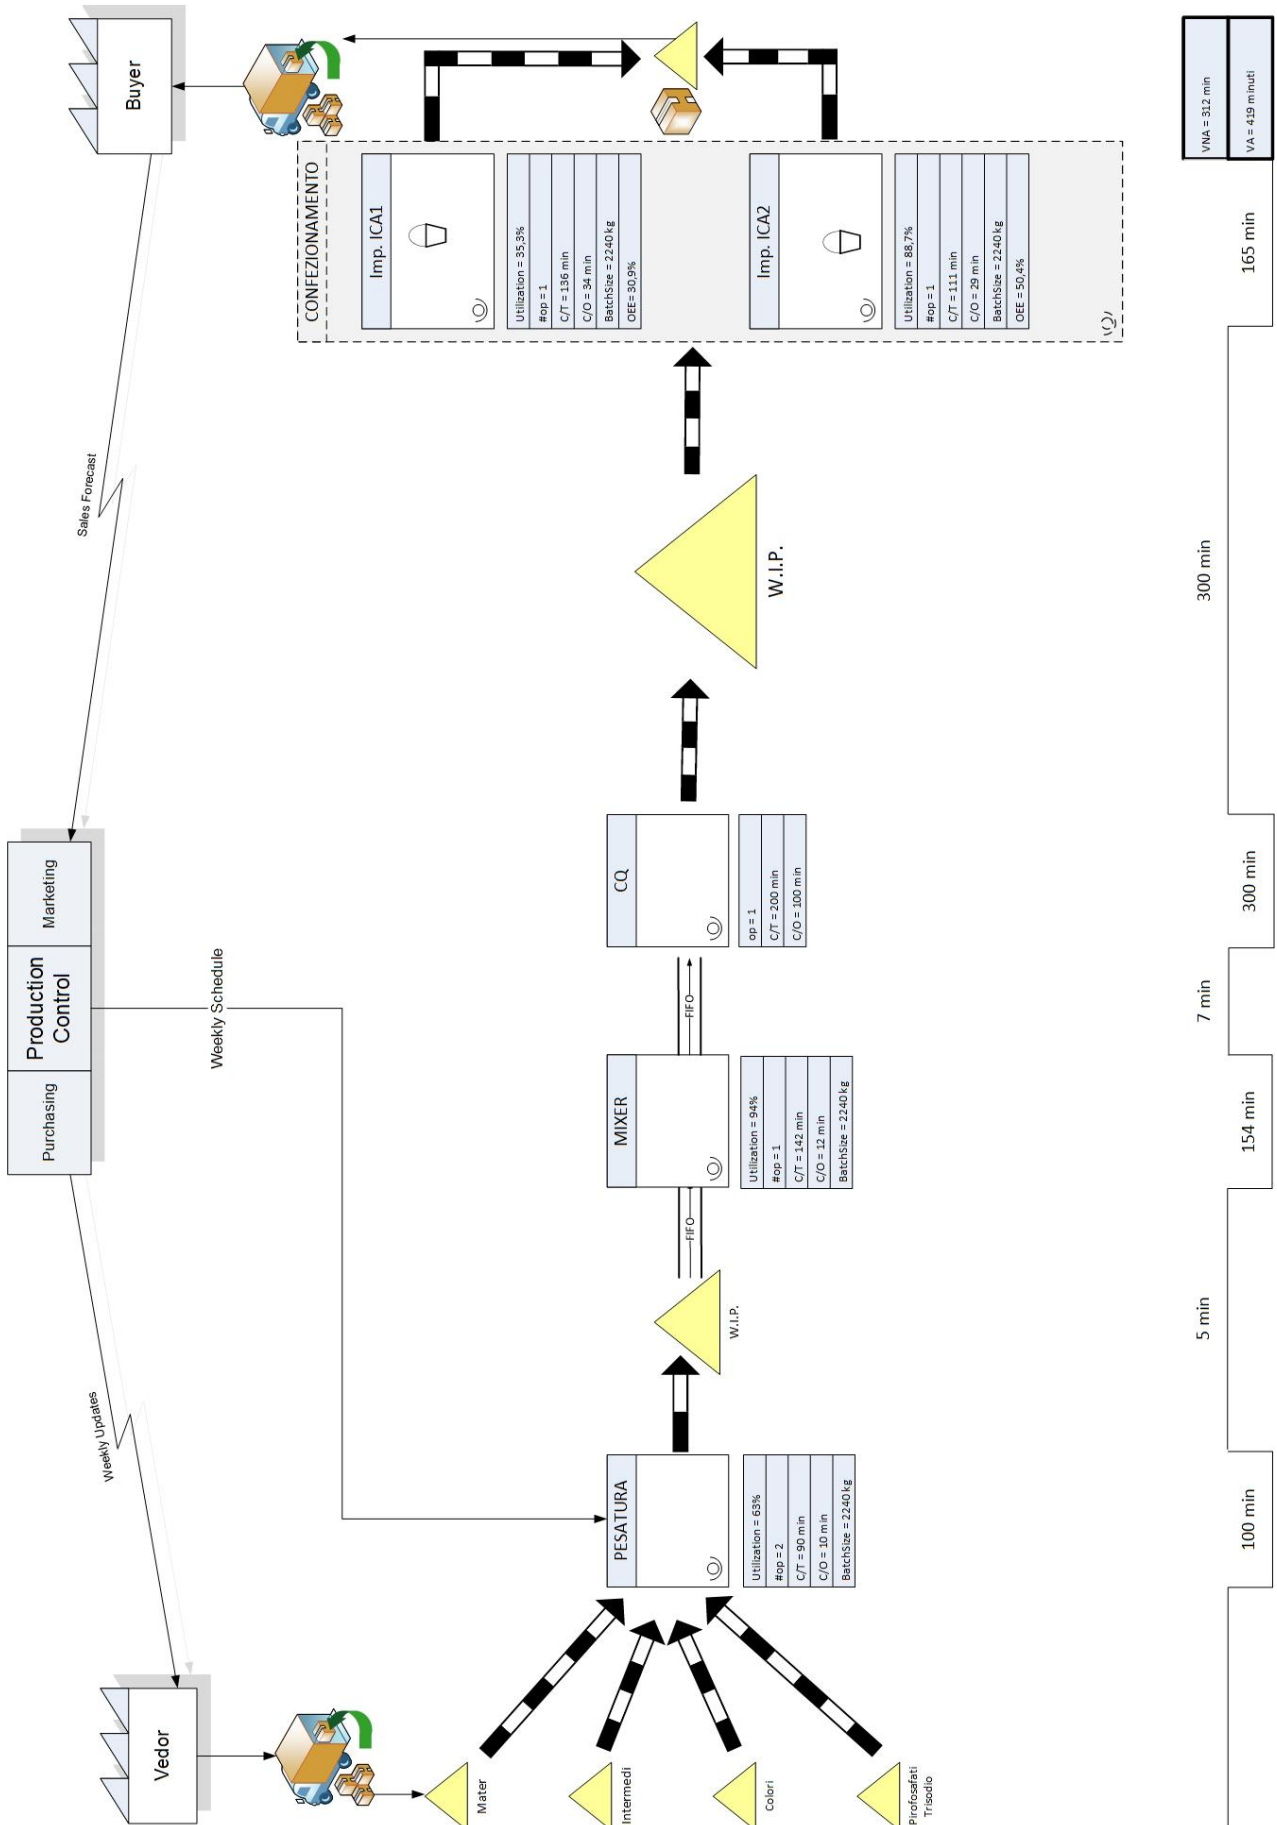 Vedor
Purchasing
Production
Control
Marketing
Buyer
Weekly Updates
Sales Forecast
Weekly Schedule
Mater
Intermedi
Colori
Pirofosafati
Trisodio
PESATURA
Utilization = 63%
#op = 2
C/T = 90 min
C/O = 10 min
BatchSize = 2240 kg
W.I.P.
FIFO
MIXER
Utilization = 94%
#op = 1
C/T = 142 min
C/O = 12 min
BatchSize = 2240 kg
FIFO
CQ
op = 1
C/T = 200 min
C/O = 100 min
W.I.P.
CONFEZIONAMENTO
Imp. ICA1
Utilization = 35,3%
#op = 1
C/T = 136 min
C/O = 34 min
BatchSize = 2240 kg
OEE= 30,9%
Imp. ICA2
Utilization = 88,7%
#op = 1
C/T = 111 min
C/O = 29 min
BatchSize = 2240 kg
OEE = 50,4%
100 min
5 min
154 min
7 min
300 min
300 min
165 min
VNA = 312 min
VA = 419 minuti